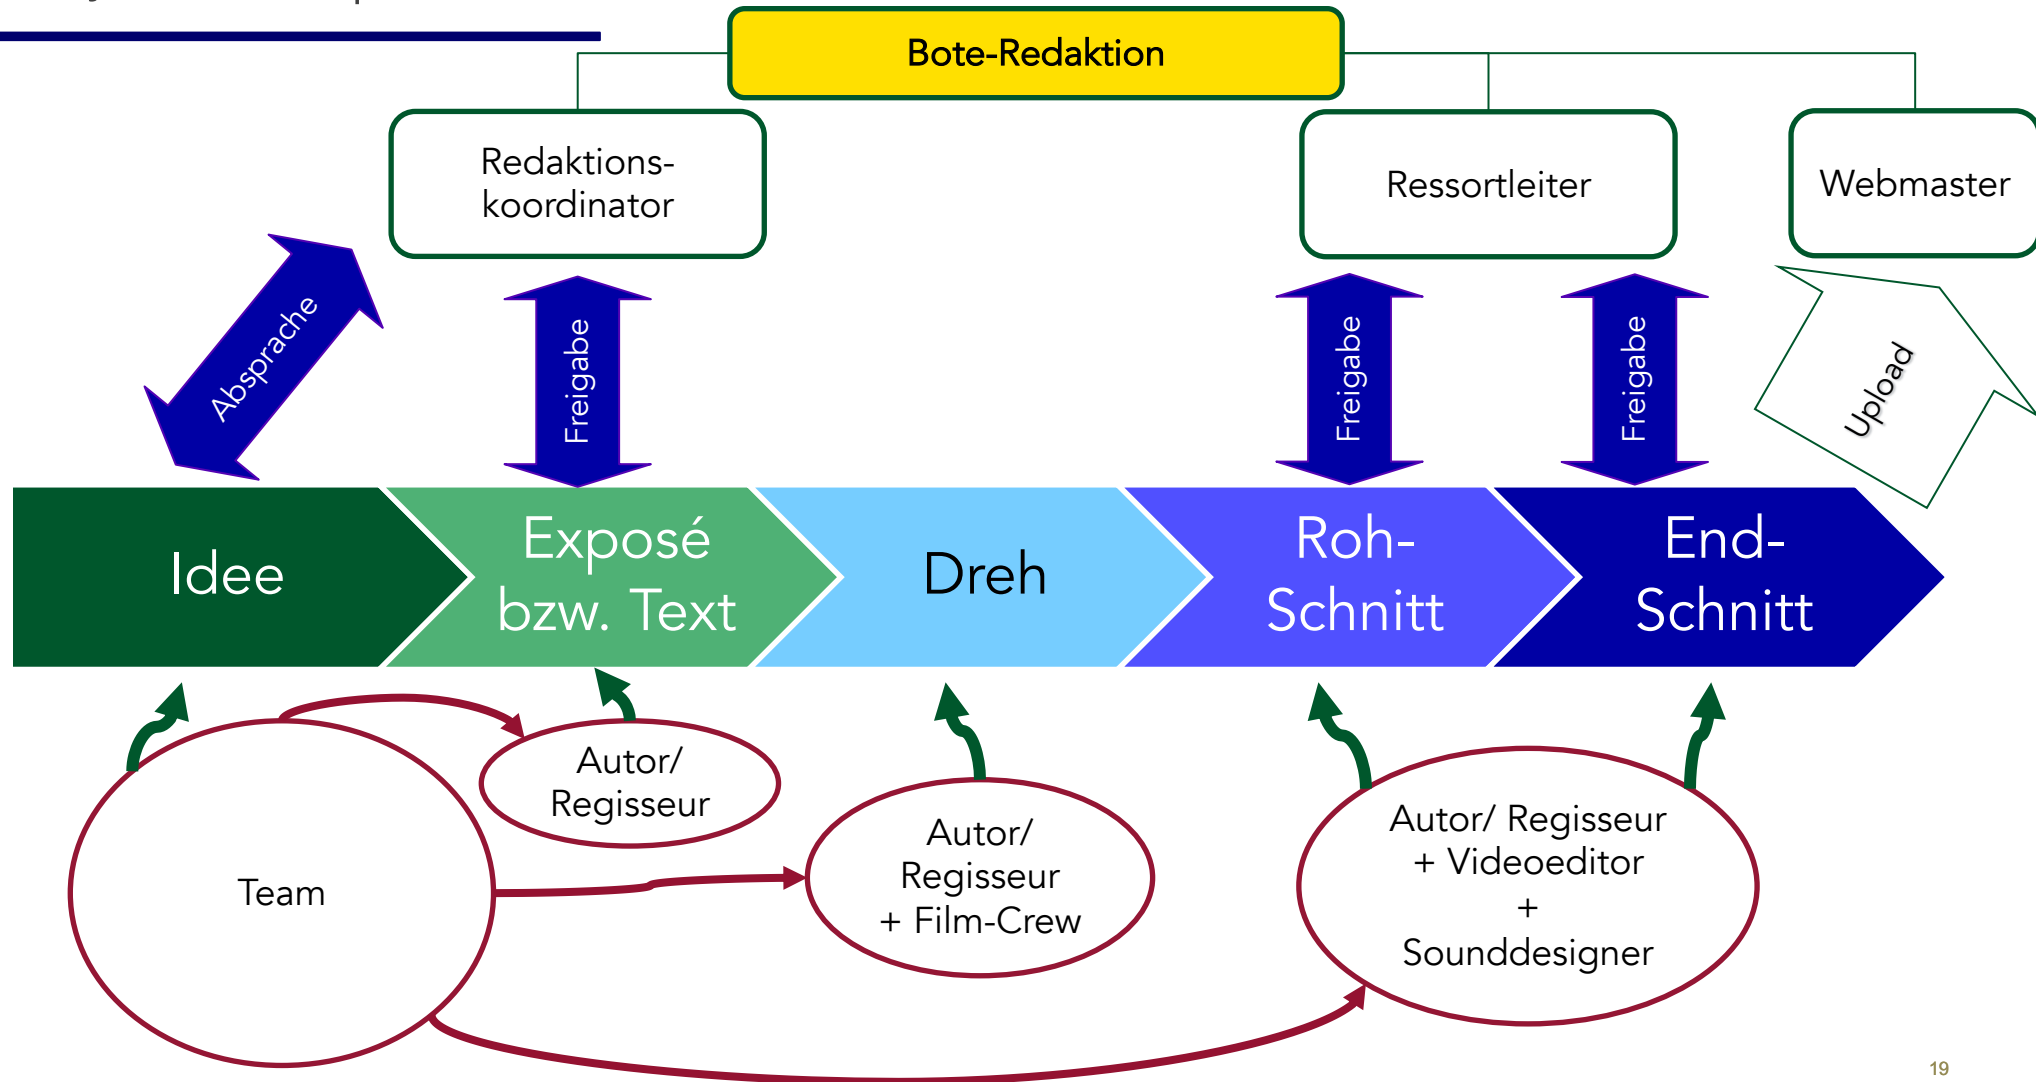 Bote-Redaktion
Redaktions-
koordinator
Ressortleiter
Webmaster
Absprache
Freigabe
Freigabe
Freigabe
Upload
Idee
Exposé
bzw. Text
Dreh
Roh-
Schnitt
End-
Schnitt
Team
Autor/
Regisseur
Autor/
Regisseur
+ Film-Crew
Autor/ Regisseur
+ Videoeditor
+
Sounddesigner
19